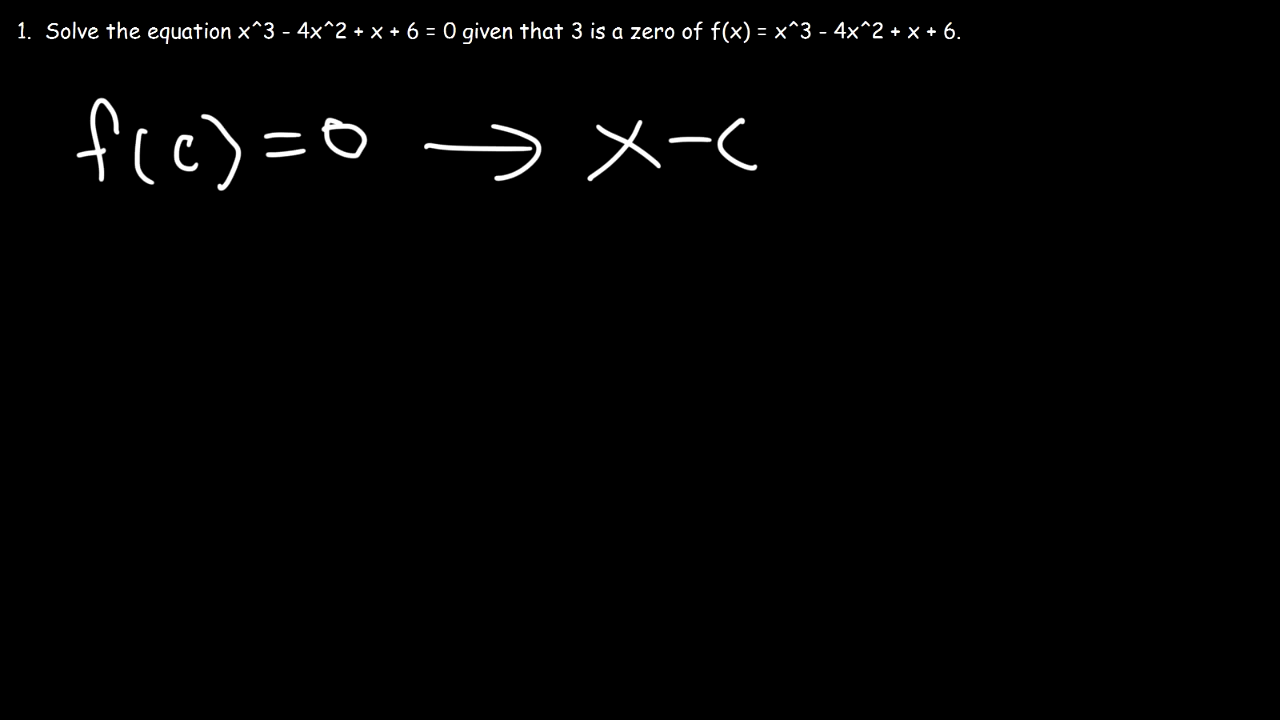 1. Solve the equation x^3 - 4x^2 + x + 6 = 0 given that 3 is a zero of f(x) = x^3 - 4x^2 + x + 6.
f(c) = 0 → x - c